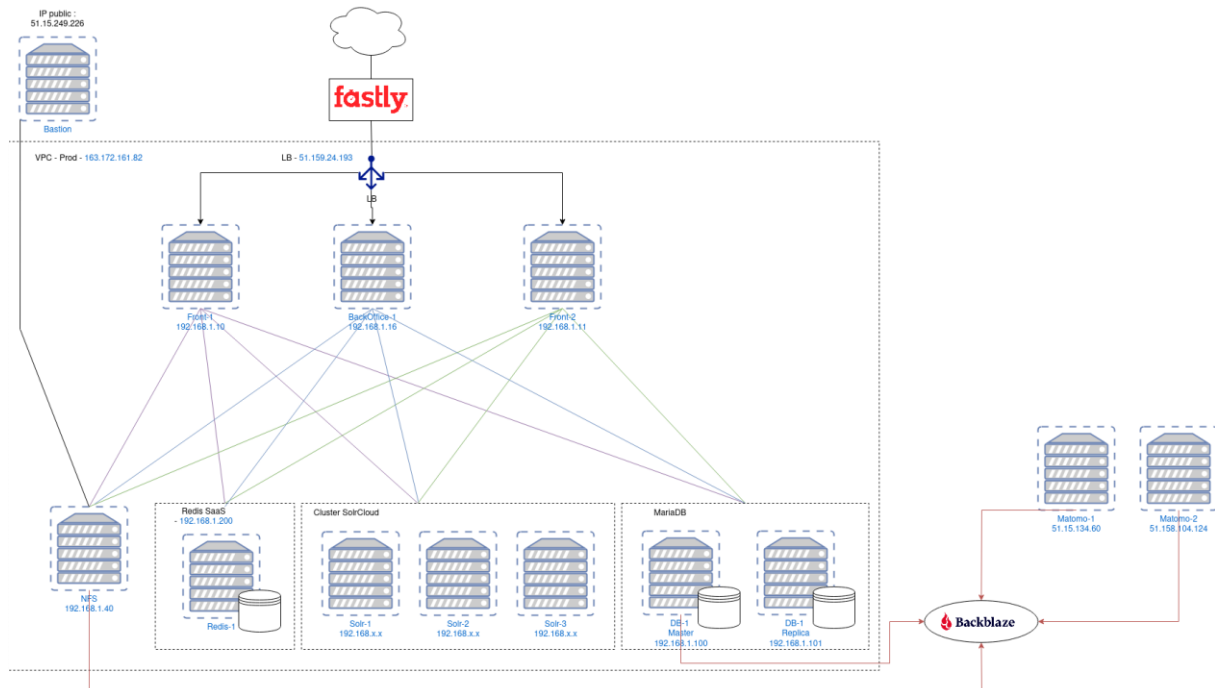 IP public :
51.15.249.226
Bastion
fastly
VPC - Prod - 163.172.161.82
LB - 51.159.24.193
LB
Front-1
192.168.1.10
BackOffice-1
192.168.1.16
Front-2
192.168.1.11
NFS
192.168.1.40
Redis SaaS
- 192.168.1.200
Redis-1
Cluster SolrCloud
Solr-1
192.168.x.x
Solr-2
192.168.x.x
Solr-3
192.168.x.x
MariaDB
DB-1
Master
192.168.1.100
DB-1
Replica
192.168.1.101
Matomo-1
51.15.134.60
Matomo-2
51.158.104.124
Backblaze